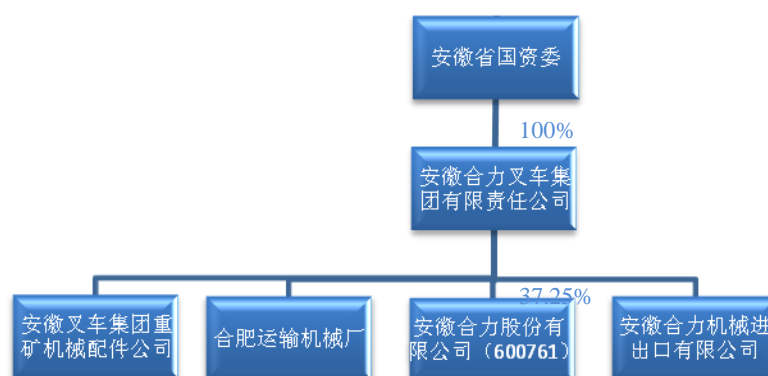 安徽省国资委
100%
安徽合力叉车集
团有限责任公司
37.25%
安徽叉车集团重
矿机械配件公司
合肥运输机械厂
安徽合力股份有
限公司（600761）
安徽合力机械进
出口有限公司